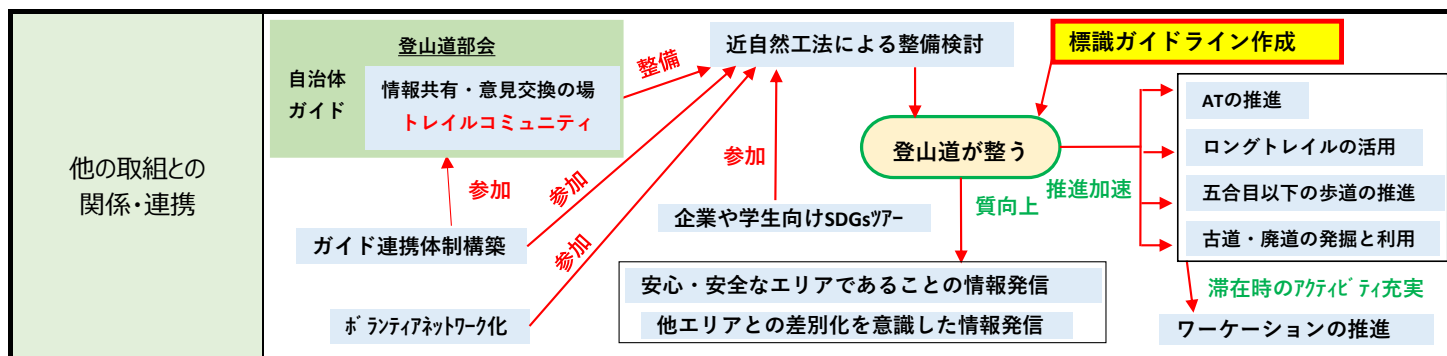 他の取組との
関係・連携
登山道部会
自治体
ガイド
情報共有・意見交換の場
トレイルコミュニティ
整備
近自然工法による整備検討
標識ガイドライン作成
登山道が整う
ATの推進
ロングトレイルの活用
五合目以下の歩道の推進
古道・廃道の発掘と利用
参加
参加
参加
参加
質向上
推進加速
ガイド連携体制構築
企業や学生向けSDGsﾂｱｰ
ﾎﾞﾗﾝﾃｨｱネットワーク化
安心・安全なエリアであることの情報発信
他エリアとの差別化を意識した情報発信
滞在時のｱｸﾃｨﾋﾞﾃｨ充実
ワーケーションの推進